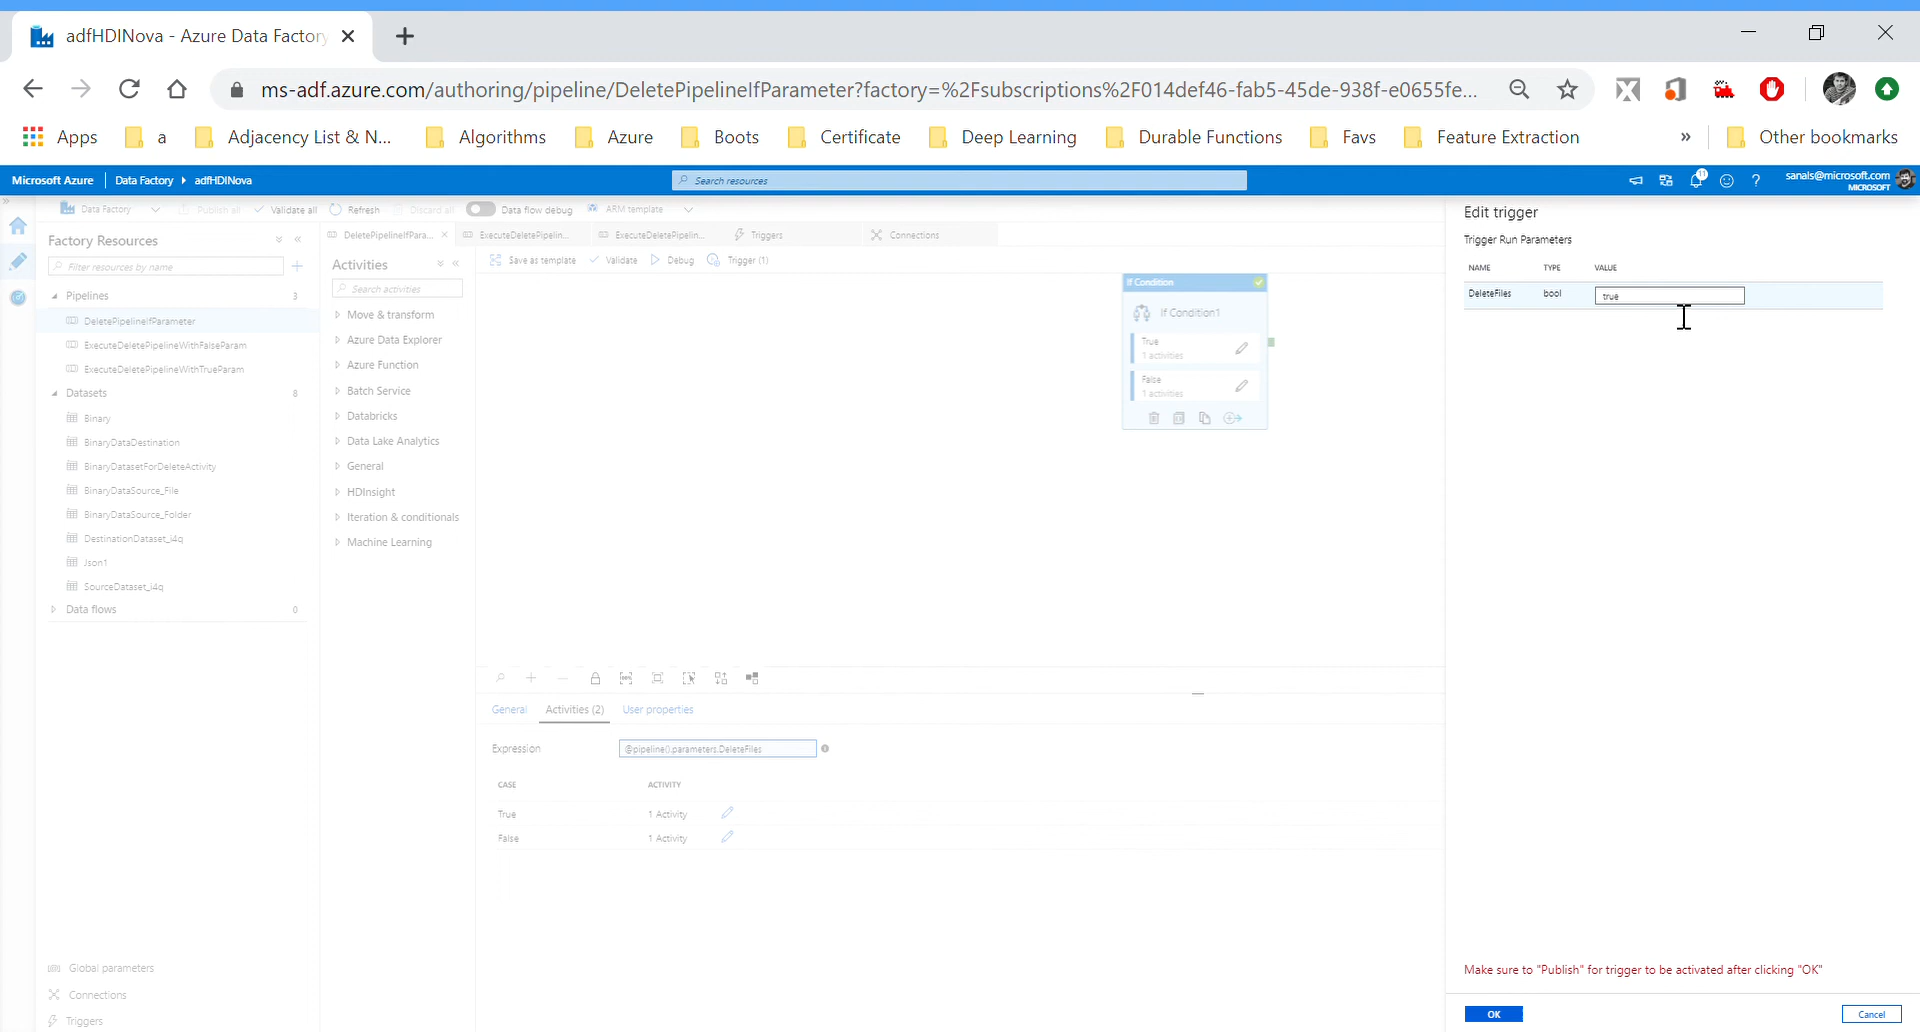 adfHDINova - Azure Data Factory
ms-adf.azure.com/authoring/pipeline/DeletePipelineIfParameter?factory=%2Fsubscriptions%2F014def46-fab5-45de-938f-e0655fe...
Apps a Adjacency List & N... Algorithms Azure Boots Certificate Deep Learning Durable Functions Favs Feature Extraction » Other bookmarks
Microsoft Azure Data Factory adfHDINova Search resources 11 ? sanals@microsoft.com
MICROSOFT
Data Factory Publish all Validate all Refresh Discard all Data flow debug ARM template
Factory Resources
Filter resources by name
Pipelines 3
DeletePipelineIfParameter
ExecuteDeletePipelineWithFalseParam
ExecuteDeletePipelineWithTrueParam
Datasets 8
Binary
BinaryDataDestination
BinaryDatasetForDeleteActivity
BinaryDataSource_File
BinaryDataSource_Folder
DestinationDataset_i4q
Json1
SourceDataset_i4q
Data flows 0
Global parameters
Connections
Triggers
DeletePipelineIfPara... ExecuteDeletePipelin... ExecuteDeletePipelin... Triggers Connections
Activities
Search activities
Move & transform
Azure Data Explorer
Azure Function
Batch Service
Databricks
Data Lake Analytics
General
HDInsight
Iteration & conditionals
Machine Learning
Save as template Validate Debug Trigger (1)
If Condition
If Condition1
True
1 activities
False
1 activities
General Activities (2) User properties
Expression @pipeline().parameters.DeleteFiles
CASE ACTIVITY
True 1 Activity
False 1 Activity
Edit trigger
Trigger Run Parameters
NAME TYPE VALUE
DeleteFiles bool true
Make sure to "Publish" for trigger to be activated after clicking "OK"
OK Cancel